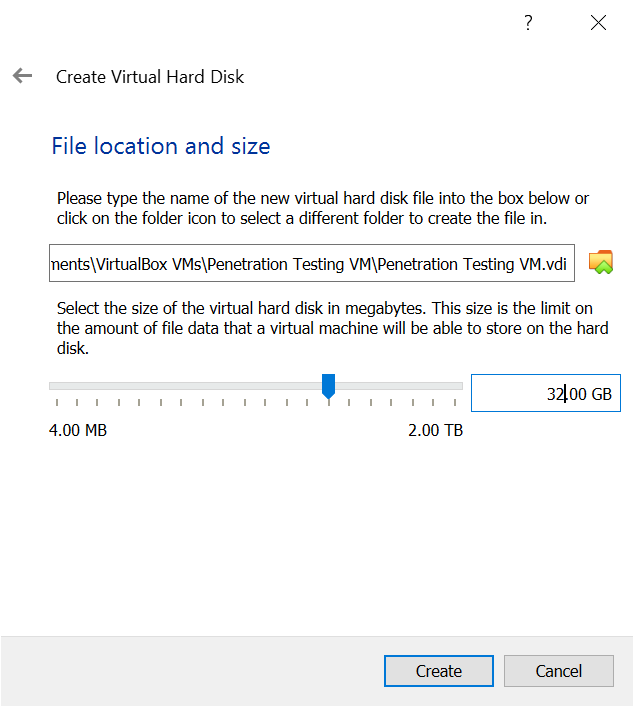 ?
Create Virtual Hard Disk
File location and size
Please type the name of the new virtual hard disk file into the box below or
click on the folder icon to select a different folder to create the file in.
ments\VirtualBox VMs\Penetration Testing VM\Penetration Testing VM.vdi
Select the size of the virtual hard disk in megabytes. This size is the limit on
the amount of file data that a virtual machine will be able to store on the hard
disk.
32.00 GB
4.00 MB
2.00 TB
Create
Cancel